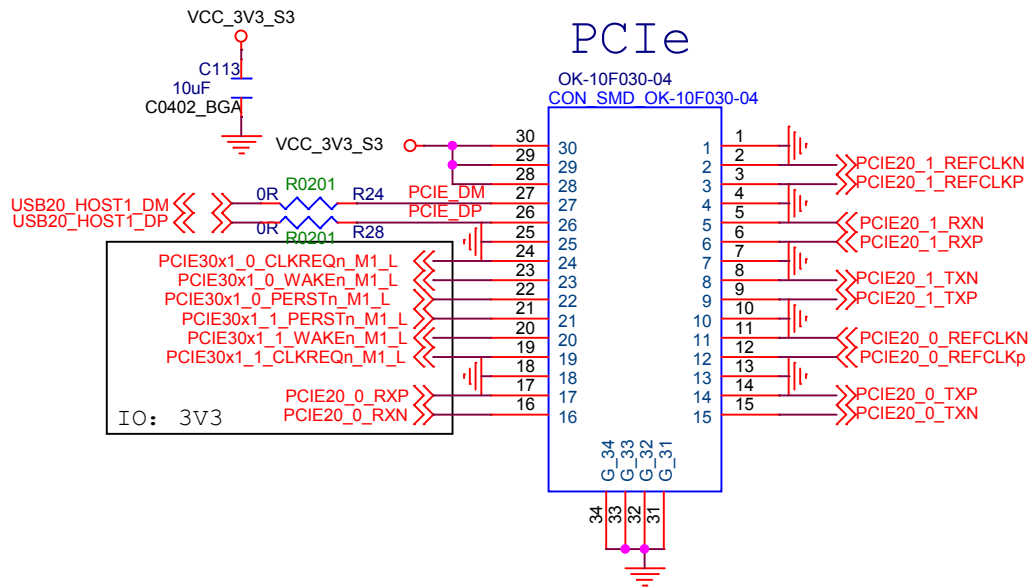 VCC_3V3_S3
C113
10uF
C0402_BGA
PCIe
OK-10F030-04
CON_SMD_OK-10F030-04
VCC_3V3_S3
30 30
29 29
28 28
USB20_HOST1_DM 0R R0201 R24 PCIE_DM 27 27
USB20_HOST1_DP 0R R0201 R28 PCIE_DP 26 26
25 25
PCIE30x1_0_CLKREQn_M1_L 24 24
PCIE30x1_0_WAKEn_M1_L 23 23
PCIE30x1_0_PERSTn_M1_L 22 22
PCIE30x1_1_PERSTn_M1_L 21 21
PCIE30x1_1_WAKEn_M1_L 20 20
PCIE30x1_1_CLKREQn_M1_L 19 19
18 18
PCIE20_0_RXP 17 17
PCIE20_0_RXN 16 16
IO: 3V3
1 1
2 2 PCIE20_1_REFCLKN
3 3 PCIE20_1_REFCLKP
4 4
5 5 PCIE20_1_RXN
6 6 PCIE20_1_RXP
7 7
8 8 PCIE20_1_TXN
9 9 PCIE20_1_TXP
10 10
11 11 PCIE20_0_REFCLKN
12 12 PCIE20_0_REFCLKp
13 13
14 14 PCIE20_0_TXP
15 15 PCIE20_0_TXN
G_34 G_33 G_32 G_31
34 33 32 31